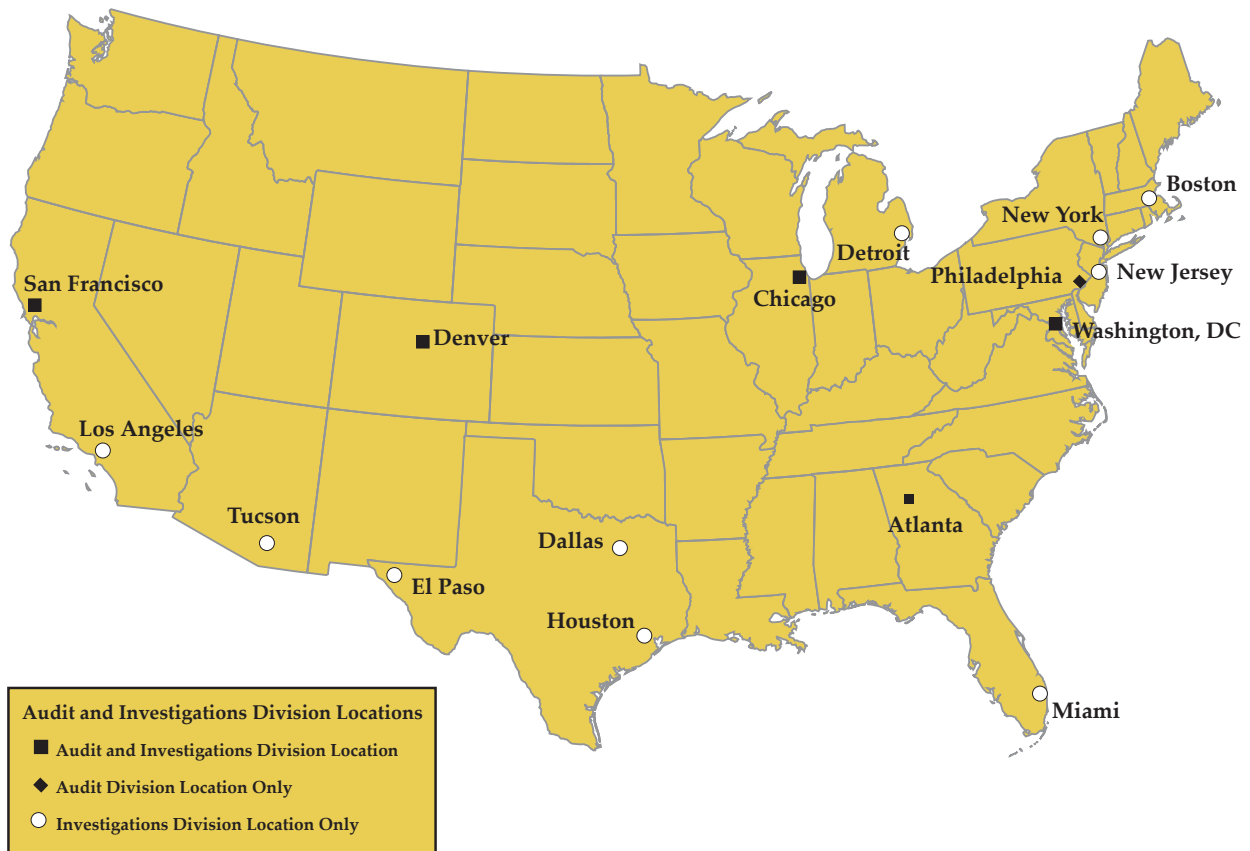 Boston
New York
Detroit
Philadelphia
New Jersey
San Francisco
Chicago
Washington, DC
Denver
Los Angeles
Tucson
Dallas
Atlanta
El Paso
Houston
Miami
Audit and Investigations Division Locations
Audit and Investigations Division Location
Audit Division Location Only
Investigations Division Location Only